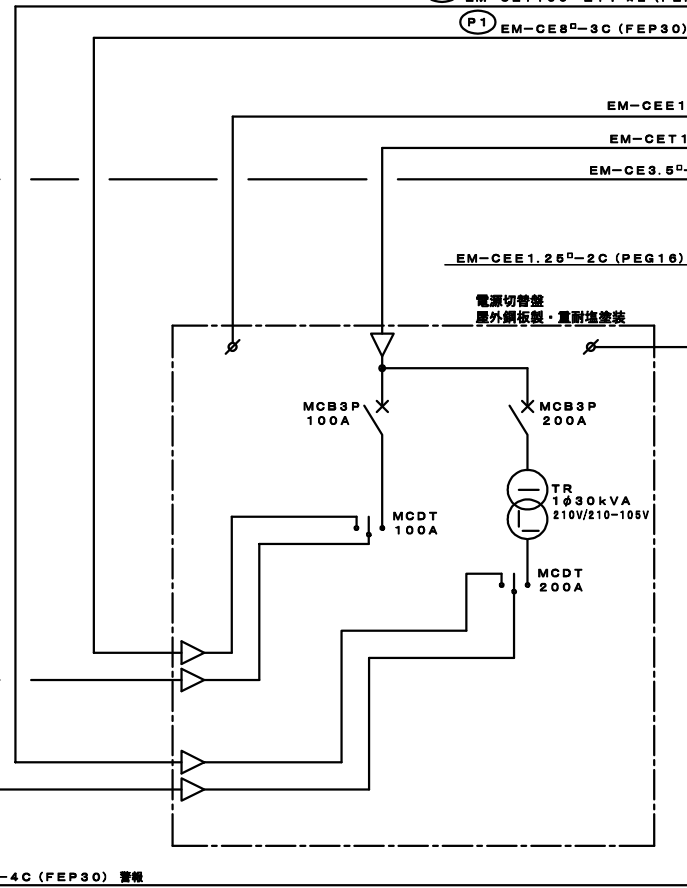 P1 EM-CE8□-3C (FEP30)
EM-CEE1
EM-CET1
EM-CE3.5□-
EM-CEE1.25□-2C (PEG16)
電源切替盤
屋外鋼板製・重耐塩塗装
MCB3P
100A
MCB3P
200A
TR
1φ30kVA
210V/210-105V
MCDT
100A
MCDT
200A
-4C (FEP30) 警報